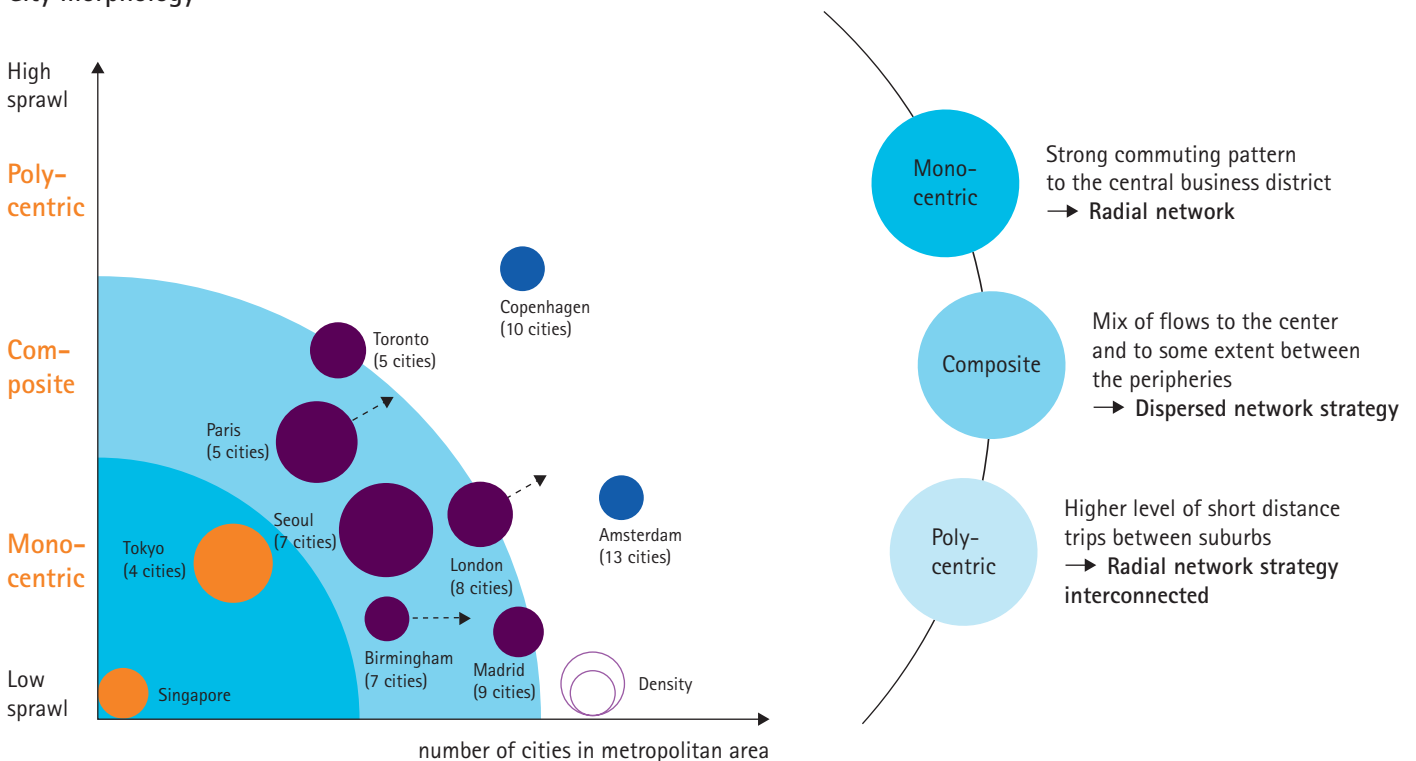 City morphology
High
sprawl
Poly-
centric
Com-
posite
Mono-
centric
Low
sprawl
Copenhagen
(10 cities)
Toronto
(5 cities)
Paris
(5 cities)
Seoul
(7 cities)
Tokyo
(4 cities)
London
(8 cities)
Amsterdam
(13 cities)
Birmingham
(7 cities)
Madrid
(9 cities)
Singapore
Density
number of cities in metropolitan area
Mono-
centric
Strong commuting pattern
to the central business district
→ Radial network
Composite
Mix of flows to the center
and to some extent between
the peripheries
→ Dispersed network strategy
Poly-
centric
Higher level of short distance
trips between suburbs
→ Radial network strategy
interconnected